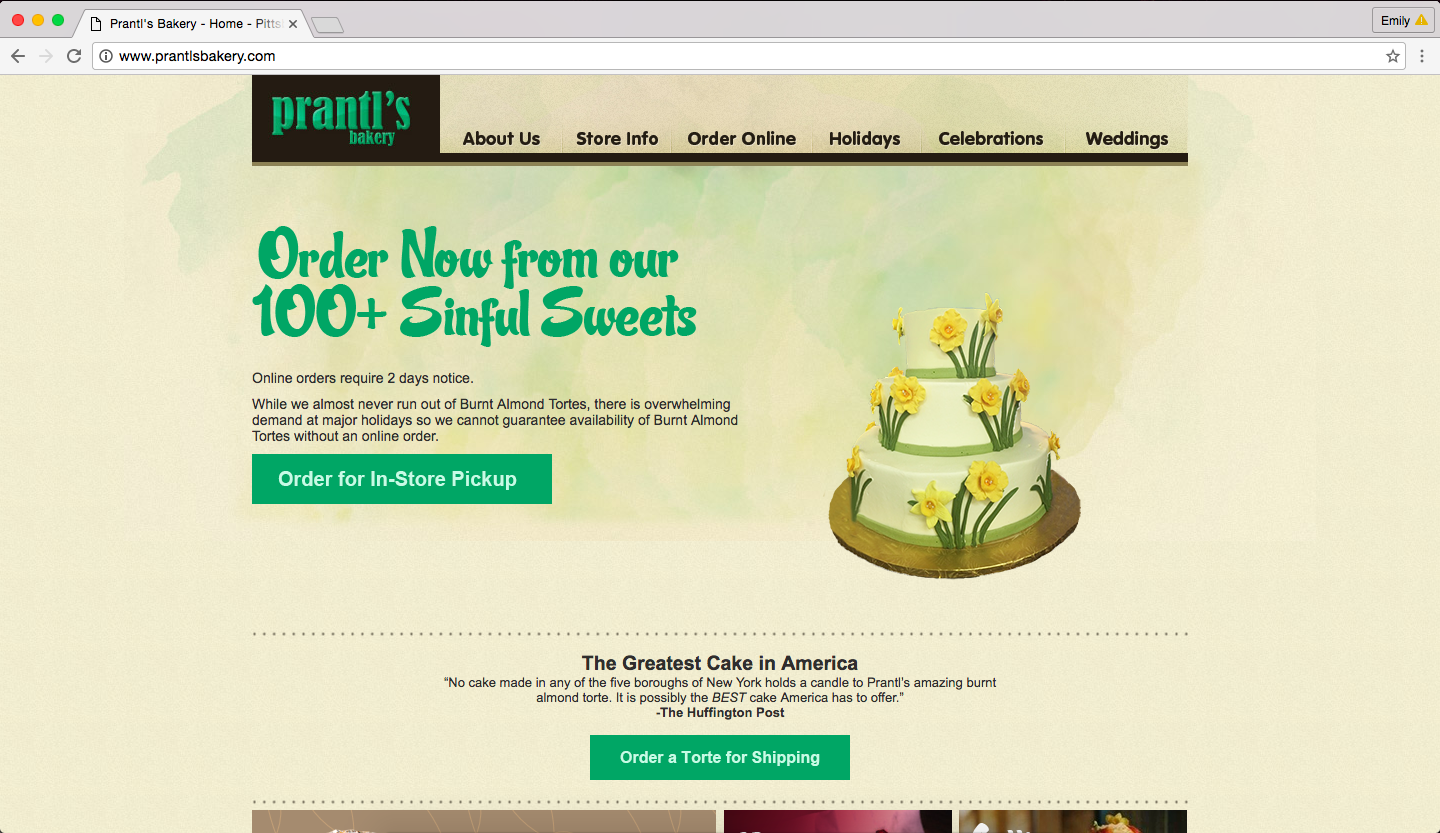 Prantl's Bakery - Home - Pitts
Emily
www.prantlsbakery.com
prantl's
bakery
About Us
Store Info
Order Online
Holidays
Celebrations
Weddings
Order Now from our
100+ Sinful Sweets
Online orders require 2 days notice.
While we almost never run out of Burnt Almond Tortes, there is overwhelming
demand at major holidays so we cannot guarantee availability of Burnt Almond
Tortes without an online order.
Order for In-Store Pickup
The Greatest Cake in America
“No cake made in any of the five boroughs of New York holds a candle to Prantl's amazing burnt
almond torte. It is possibly the BEST cake America has to offer.”
-The Huffington Post
Order a Torte for Shipping